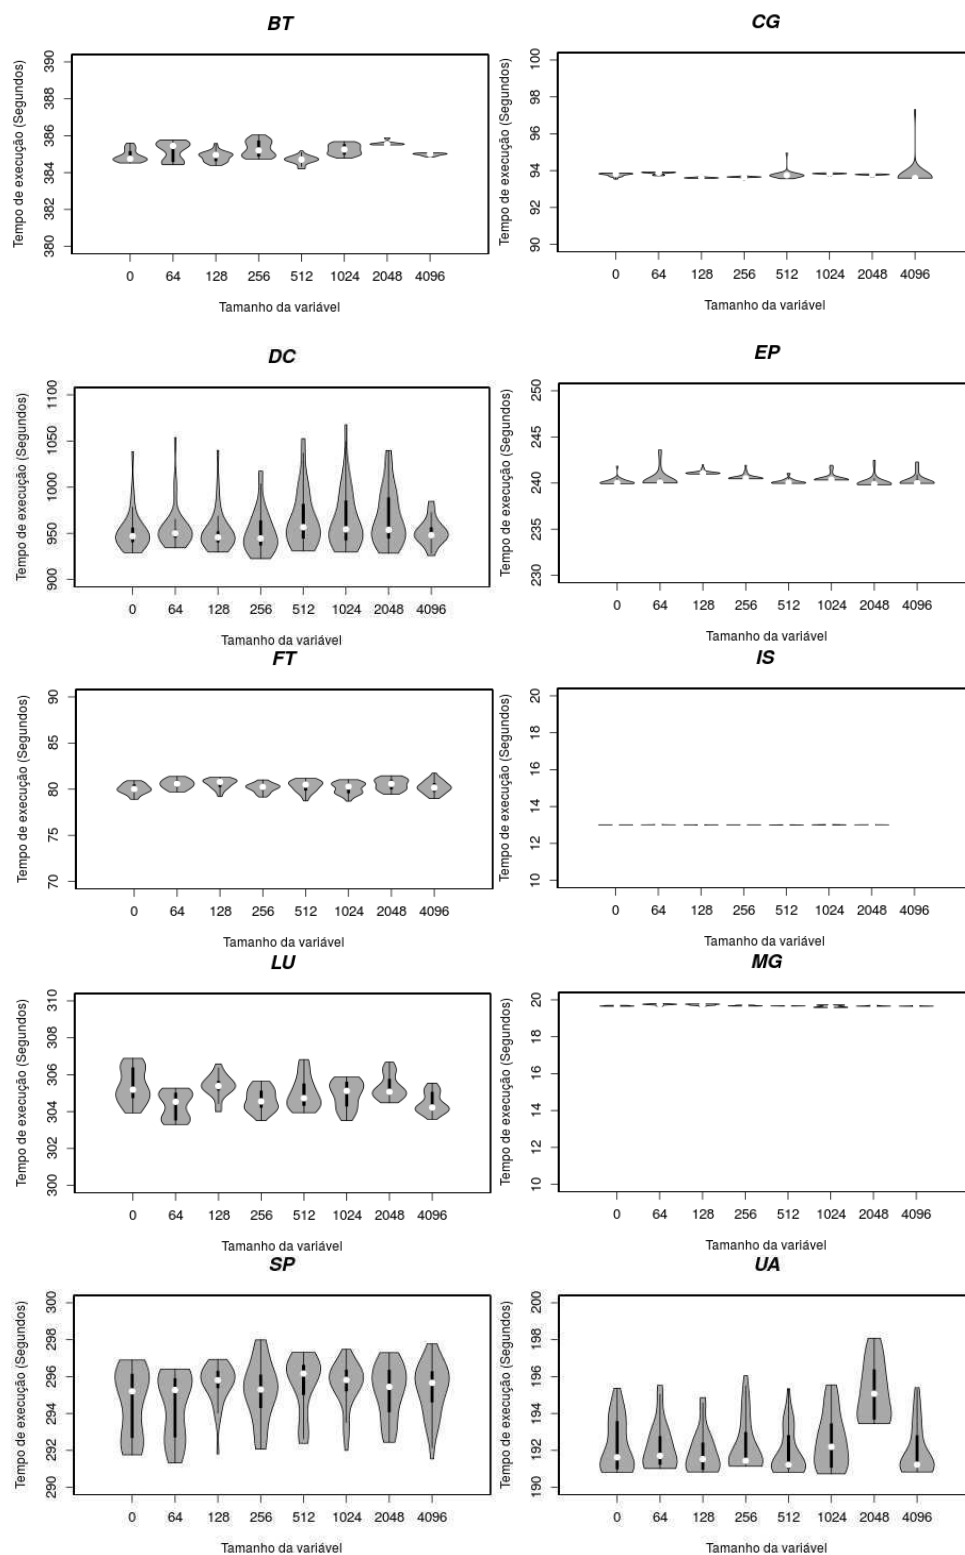 BT
Tempo de execução (Segundos)
390
388
386
384
382
380
0 64 128 256 512 1024 2048 4096
Tamanho da variável
CG
Tempo de execução (Segundos)
100
98
96
94
92
90
0 64 128 256 512 1024 2048 4096
Tamanho da variável
DC
Tempo de execução (Segundos)
1100
1050
1000
950
900
0 64 128 256 512 1024 2048 4096
Tamanho da variável
EP
Tempo de execução (Segundos)
250
245
240
235
230
0 64 128 256 512 1024 2048 4096
Tamanho da variável
FT
Tempo de execução (Segundos)
90
85
80
75
70
0 64 128 256 512 1024 2048 4096
Tamanho da variável
IS
Tempo de execução (Segundos)
20
18
16
14
12
10
0 64 128 256 512 1024 2048 4096
Tamanho da variável
LU
Tempo de execução (Segundos)
310
308
306
304
302
300
0 64 128 256 512 1024 2048 4096
Tamanho da variável
MG
Tempo de execução (Segundos)
20
18
16
14
12
10
0 64 128 256 512 1024 2048 4096
Tamanho da variável
SP
Tempo de execução (Segundos)
300
298
296
294
292
290
0 64 128 256 512 1024 2048 4096
Tamanho da variável
UA
Tempo de execução (Segundos)
200
198
196
194
192
190
0 64 128 256 512 1024 2048 4096
Tamanho da variável